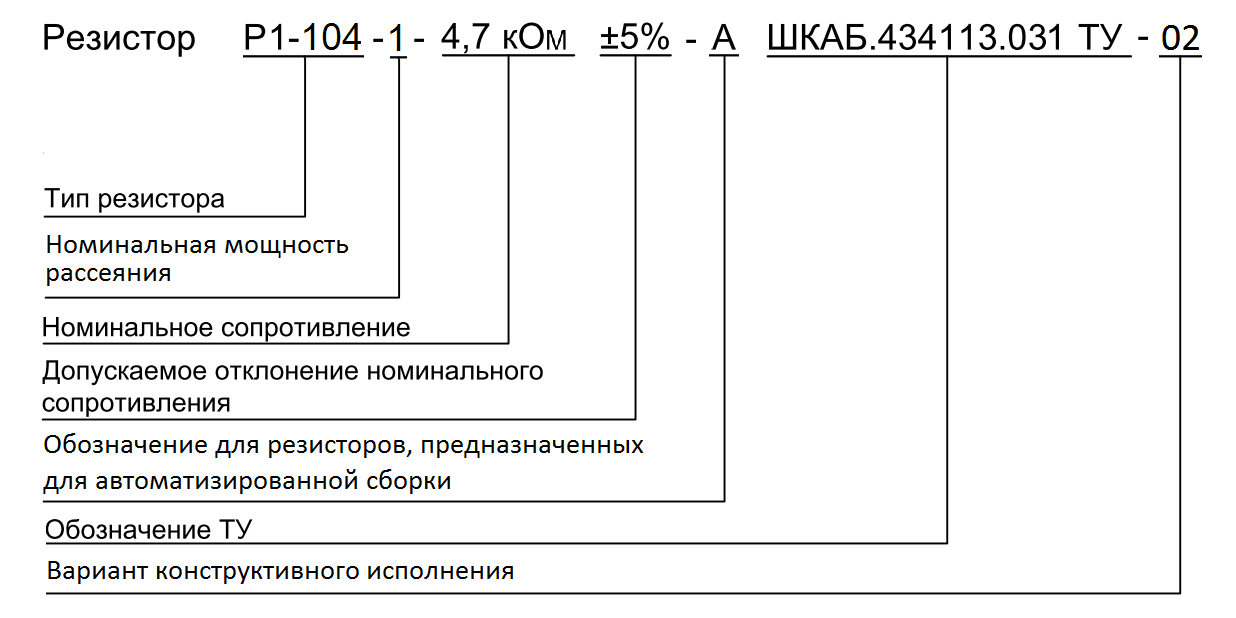 Резистор Р1-104 -1- 4,7 кОм ±5% - А ШКАБ.434113.031 ТУ - 02
Тип резистора
Номинальная мощность
рассеяния
Номинальное сопротивление
Допускаемое отклонение номинального
сопротивления
Обозначение для резисторов, предназначенных
для автоматизированной сборки
Обозначение ТУ
Вариант конструктивного исполнения